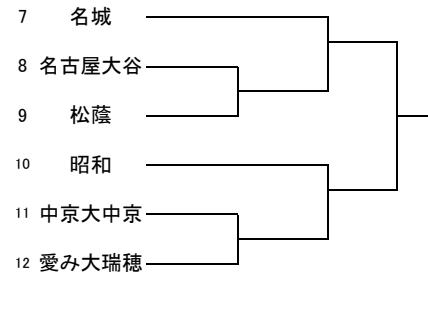 7 名城
8 名古屋大谷
9 松蔭
10 昭和
11 中京大中京
12 愛み大瑞穂